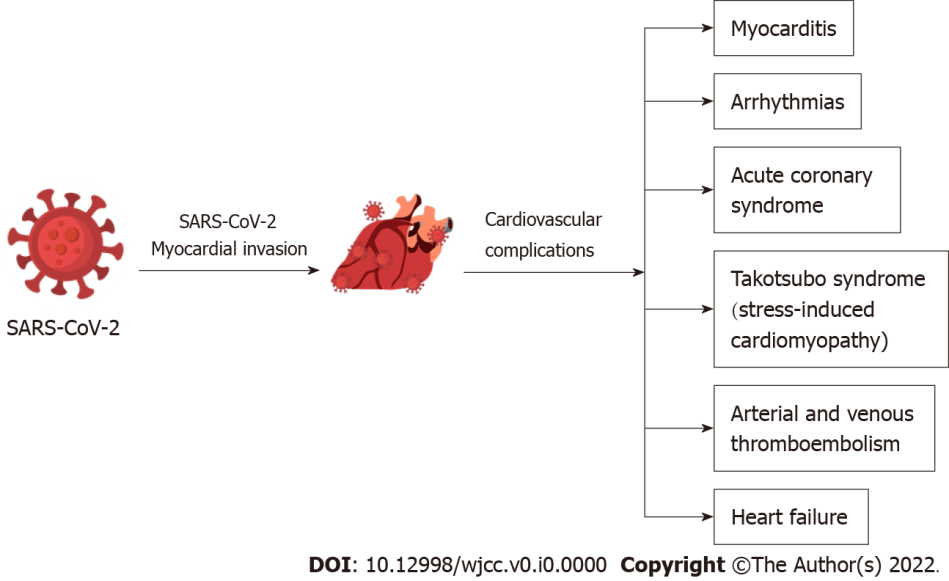 SARS-CoV-2
SARS-CoV-2
Myocardial invasion
Cardiovascular
complications
Myocarditis
Arrhythmias
Acute coronary
syndrome
Takotsubo syndrome
(stress-induced
cardiomyopathy)
Arterial and venous
thromboembolism
Heart failure
DOI: 10.12998/wjcc.v0.i0.0000 Copyright ©The Author(s) 2022.